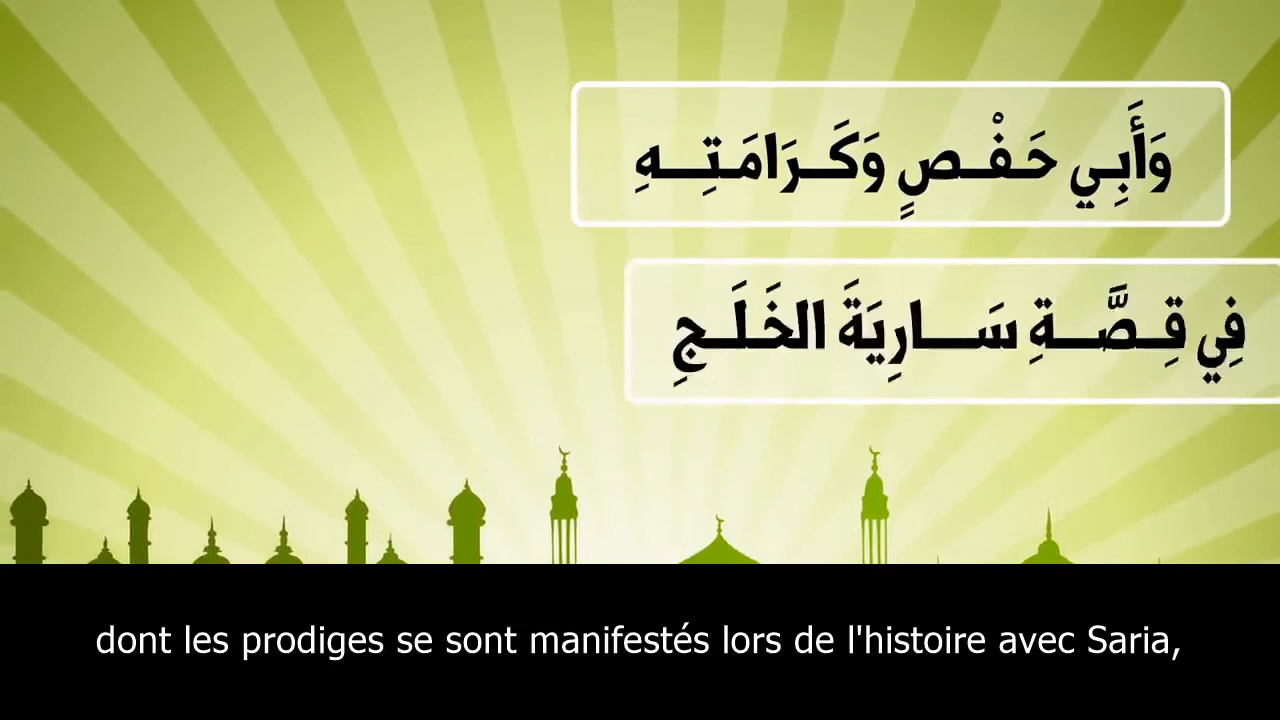 وَأَبِي حَفْصٍ وَكَرَامَتِهِ
فِي قِصَّةِ سَارِيَةَ الخَلَجِ
dont les prodiges se sont manifestés lors de l'histoire avec Saria,